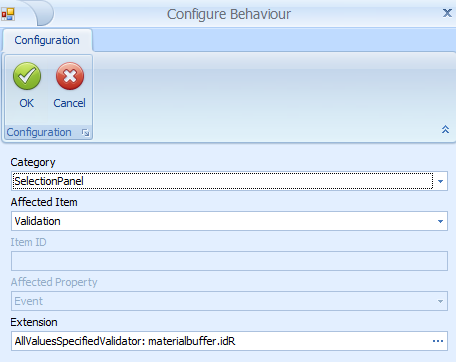 Configure Behaviour
Configuration
OK Cancel
Configuration
Category
SelectionPanel
Affected Item
Validation
Item ID
Affected Property
Event
Extension
AllValuesSpecifiedValidator: materialbuffer.idR